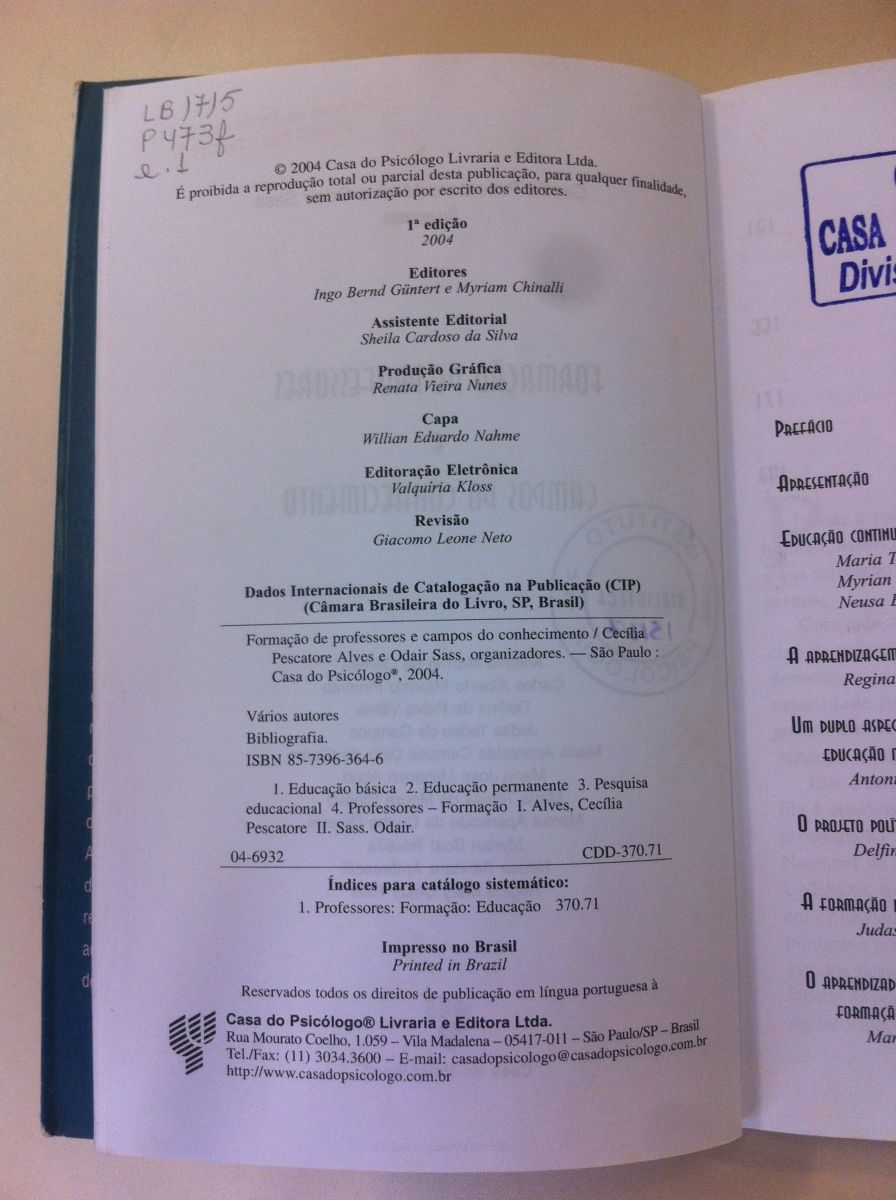 LB1715
P473f
e.1
© 2004 Casa do Psicólogo Livraria e Editora Ltda.
É proibida a reprodução total ou parcial desta publicação, para qualquer finalidade,
sem autorização por escrito dos editores.
1ª edição
2004
Editores
Ingo Bernd Güntert e Myriam Chinalli
Assistente Editorial
Sheila Cardoso da Silva
Produção Gráfica
Renata Vieira Nunes
Capa
Willian Eduardo Nahme
Editoração Eletrônica
Valquíria Kloss
Revisão
Giacomo Leone Neto
Dados Internacionais de Catalogação na Publicação (CIP)
(Câmara Brasileira do Livro, SP, Brasil)
Formação de professores e campos do conhecimento / Cecília
Pescatore Alves e Odair Sass, organizadores. — São Paulo :
Casa do Psicólogo®, 2004.
Vários autores
Bibliografia.
ISBN 85-7396-364-6
1. Educação básica 2. Educação permanente 3. Pesquisa
educacional 4. Professores – Formação I. Alves, Cecília
Pescatore II. Sass. Odair.
04-6932 CDD-370.71
Índices para catálogo sistemático:
1. Professores: Formação: Educação 370.71
Impresso no Brasil
Printed in Brazil
Reservados todos os direitos de publicação em língua portuguesa à
Casa do Psicólogo® Livraria e Editora Ltda.
Rua Mourato Coelho, 1.059 – Vila Madalena – 05417-011 – São Paulo/SP – Brasil
Tel./Fax: (11) 3034.3600 – E-mail: casadopsicologo@casadopsicologo.com.br
http://www.casadopsicologo.com.br
CASA
Divis
Prefácio
Apresentação
Educação continu
Maria T
Myrian
Neusa
A aprendizagem
Regina
Um duplo aspec
educação
Antoni
O projeto polí
Delfin
A formação
Judas
O aprendizad
formaçã
Mar